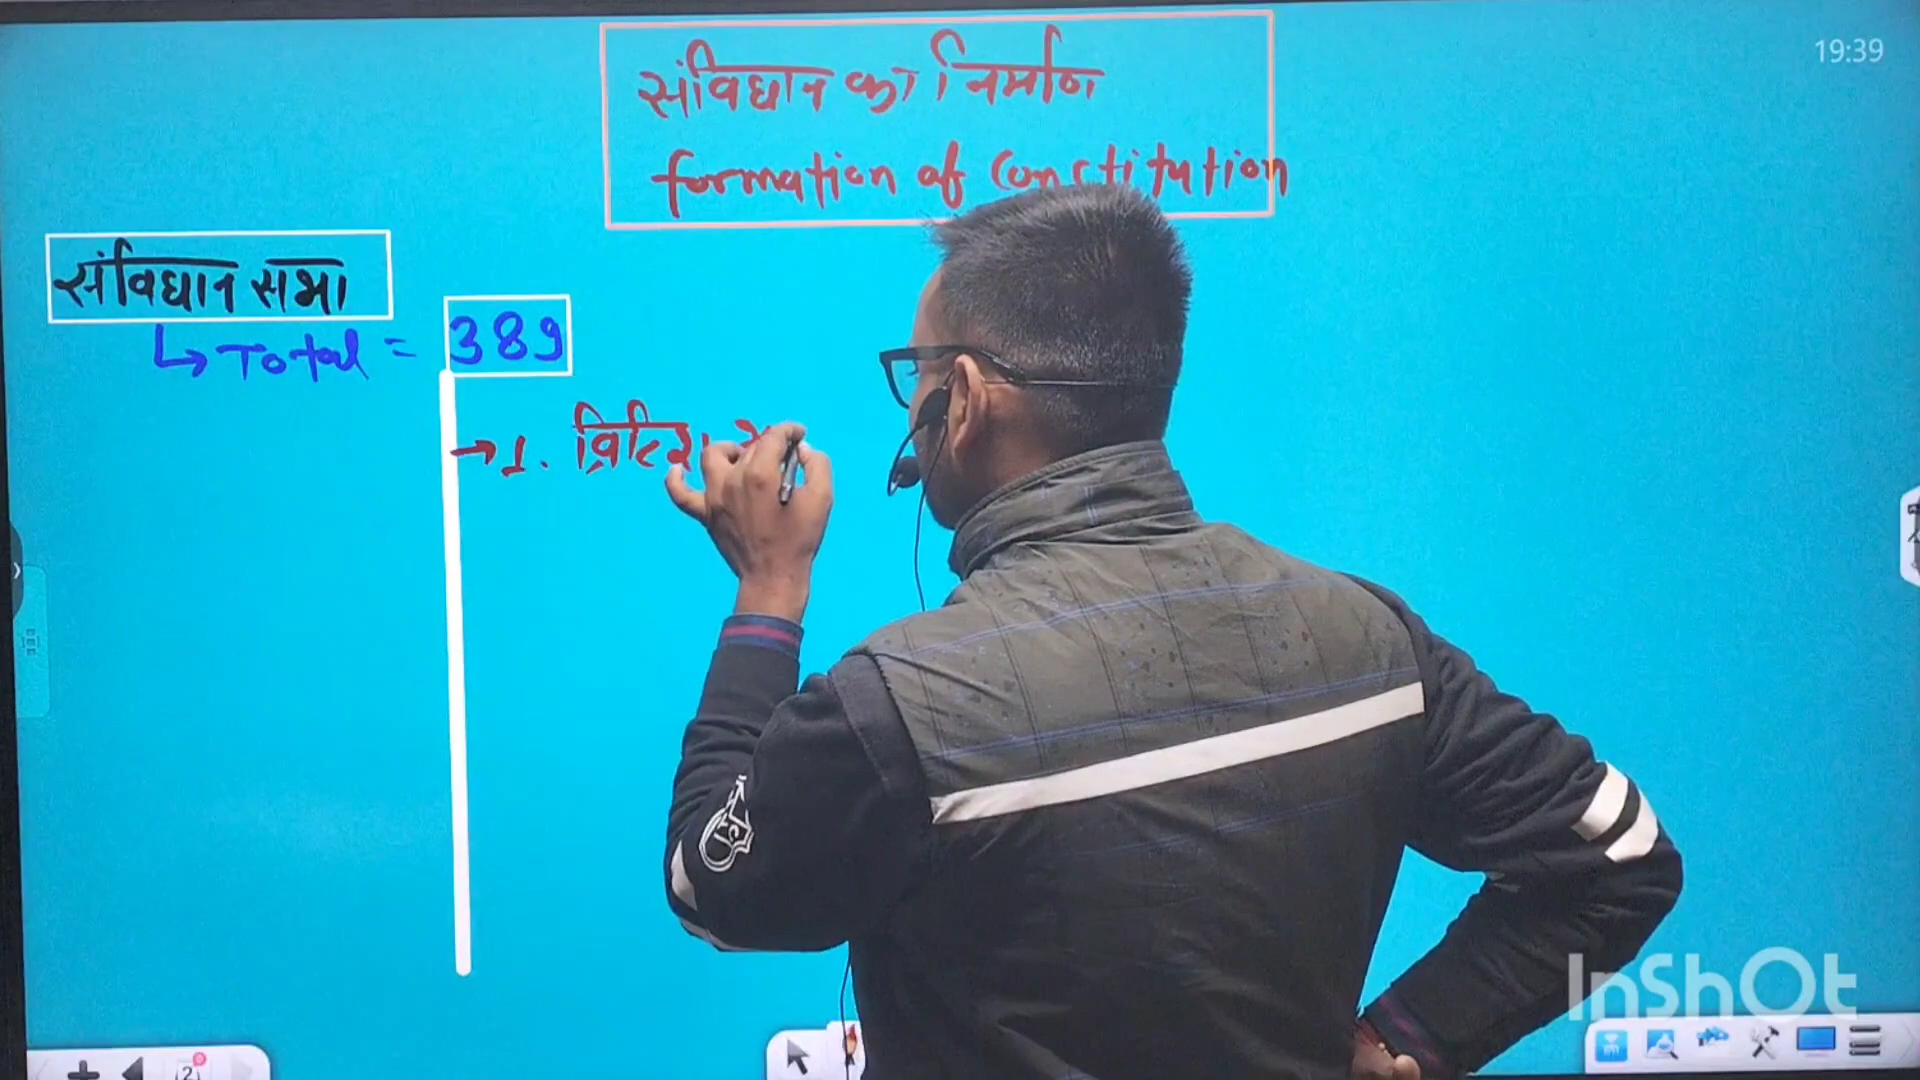 19:39
संविधान का निर्माण
formation of Constitution
संविधान सभा
↳ Total = 389
→ 1. ब्रिटिश
InShOt